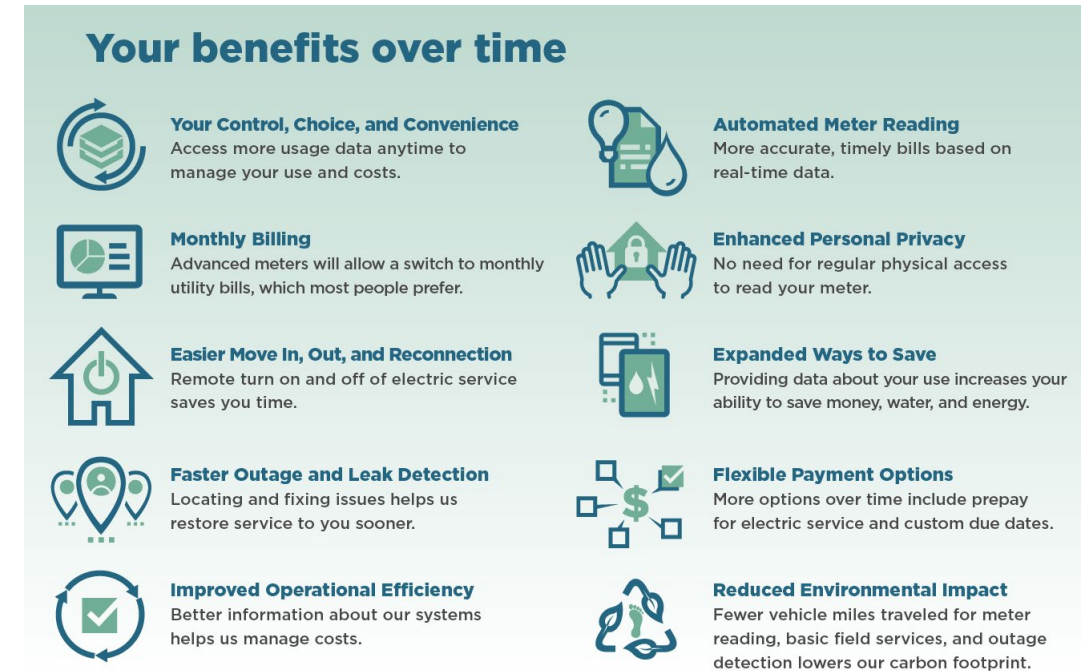 Your benefits over time
Your Control, Choice, and Convenience
Access more usage data anytime to
manage your use and costs.
Monthly Billing
Advanced meters will allow a switch to monthly
utility bills, which most people prefer.
Easier Move In, Out, and Reconnection
Remote turn on and off of electric service
saves you time.
Faster Outage and Leak Detection
Locating and fixing issues helps us
restore service to you sooner.
Improved Operational Efficiency
Better information about our systems
helps us manage costs.
Automated Meter Reading
More accurate, timely bills based on
real-time data.
Enhanced Personal Privacy
No need for regular physical access
to read your meter.
Expanded Ways to Save
Providing data about your use increases your
ability to save money, water, and energy.
$
Flexible Payment Options
More options over time include prepay
for electric service and custom due dates.
Reduced Environmental Impact
Fewer vehicle miles traveled for meter
reading, basic field services, and outage
detection lowers our carbon footprint.